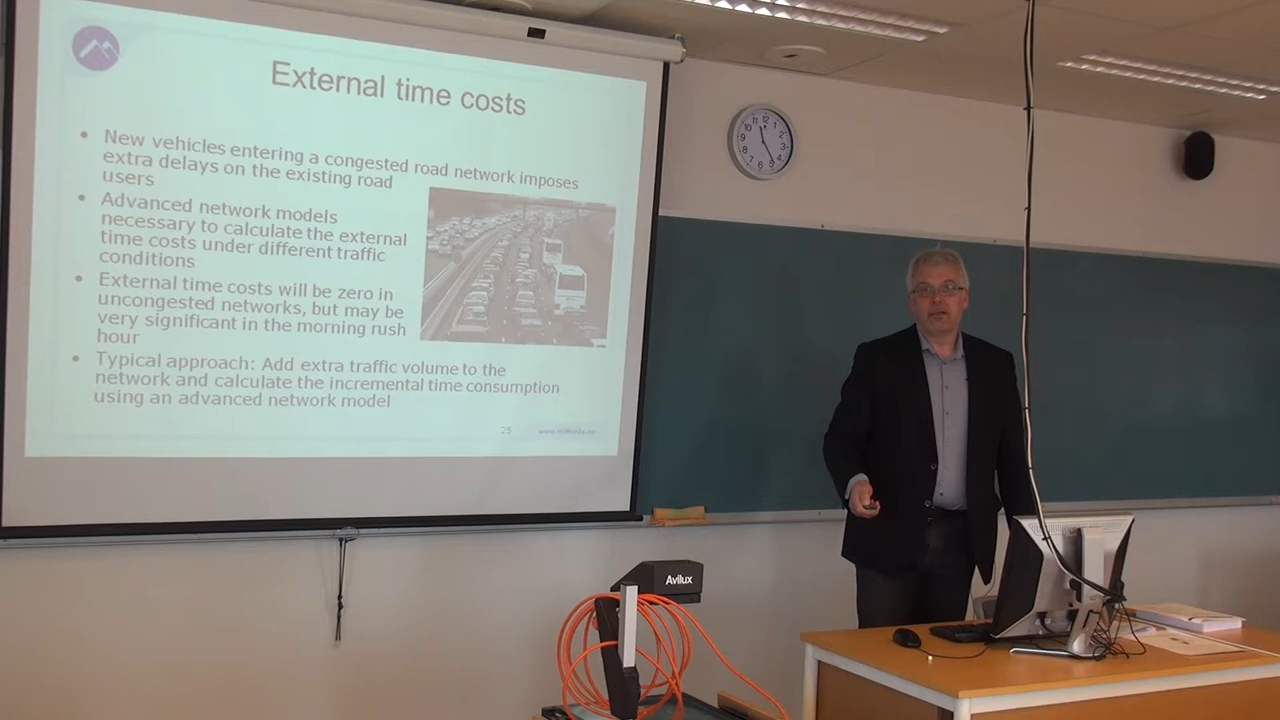 External time costs
• New vehicles entering a congested road network imposes
extra delays on the existing road
users
• Advanced network models
necessary to calculate the external
time costs under different traffic
conditions
• External time costs will be zero in
uncongested networks, but may be
very significant in the morning rush
hour
• Typical approach: Add extra traffic volume to the
network and calculate the incremental time consumption
using an advanced network model
25
Avilux